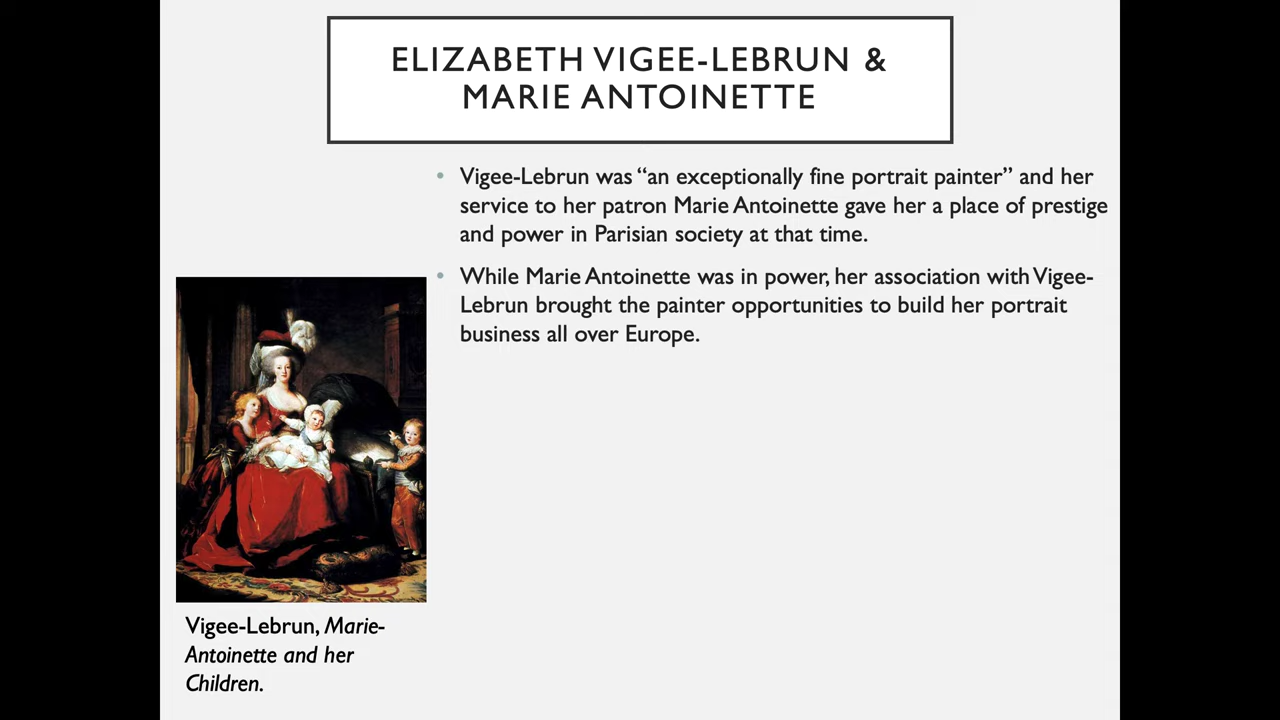 ELIZABETH VIGEE-LEBRUN &
MARIE ANTOINETTE
• Vigee-Lebrun was “an exceptionally fine portrait painter” and her
service to her patron Marie Antoinette gave her a place of prestige
and power in Parisian society at that time.
• While Marie Antoinette was in power, her association with Vigee-
Lebrun brought the painter opportunities to build her portrait
business all over Europe.
Vigee-Lebrun, Marie-
Antoinette and her
Children.